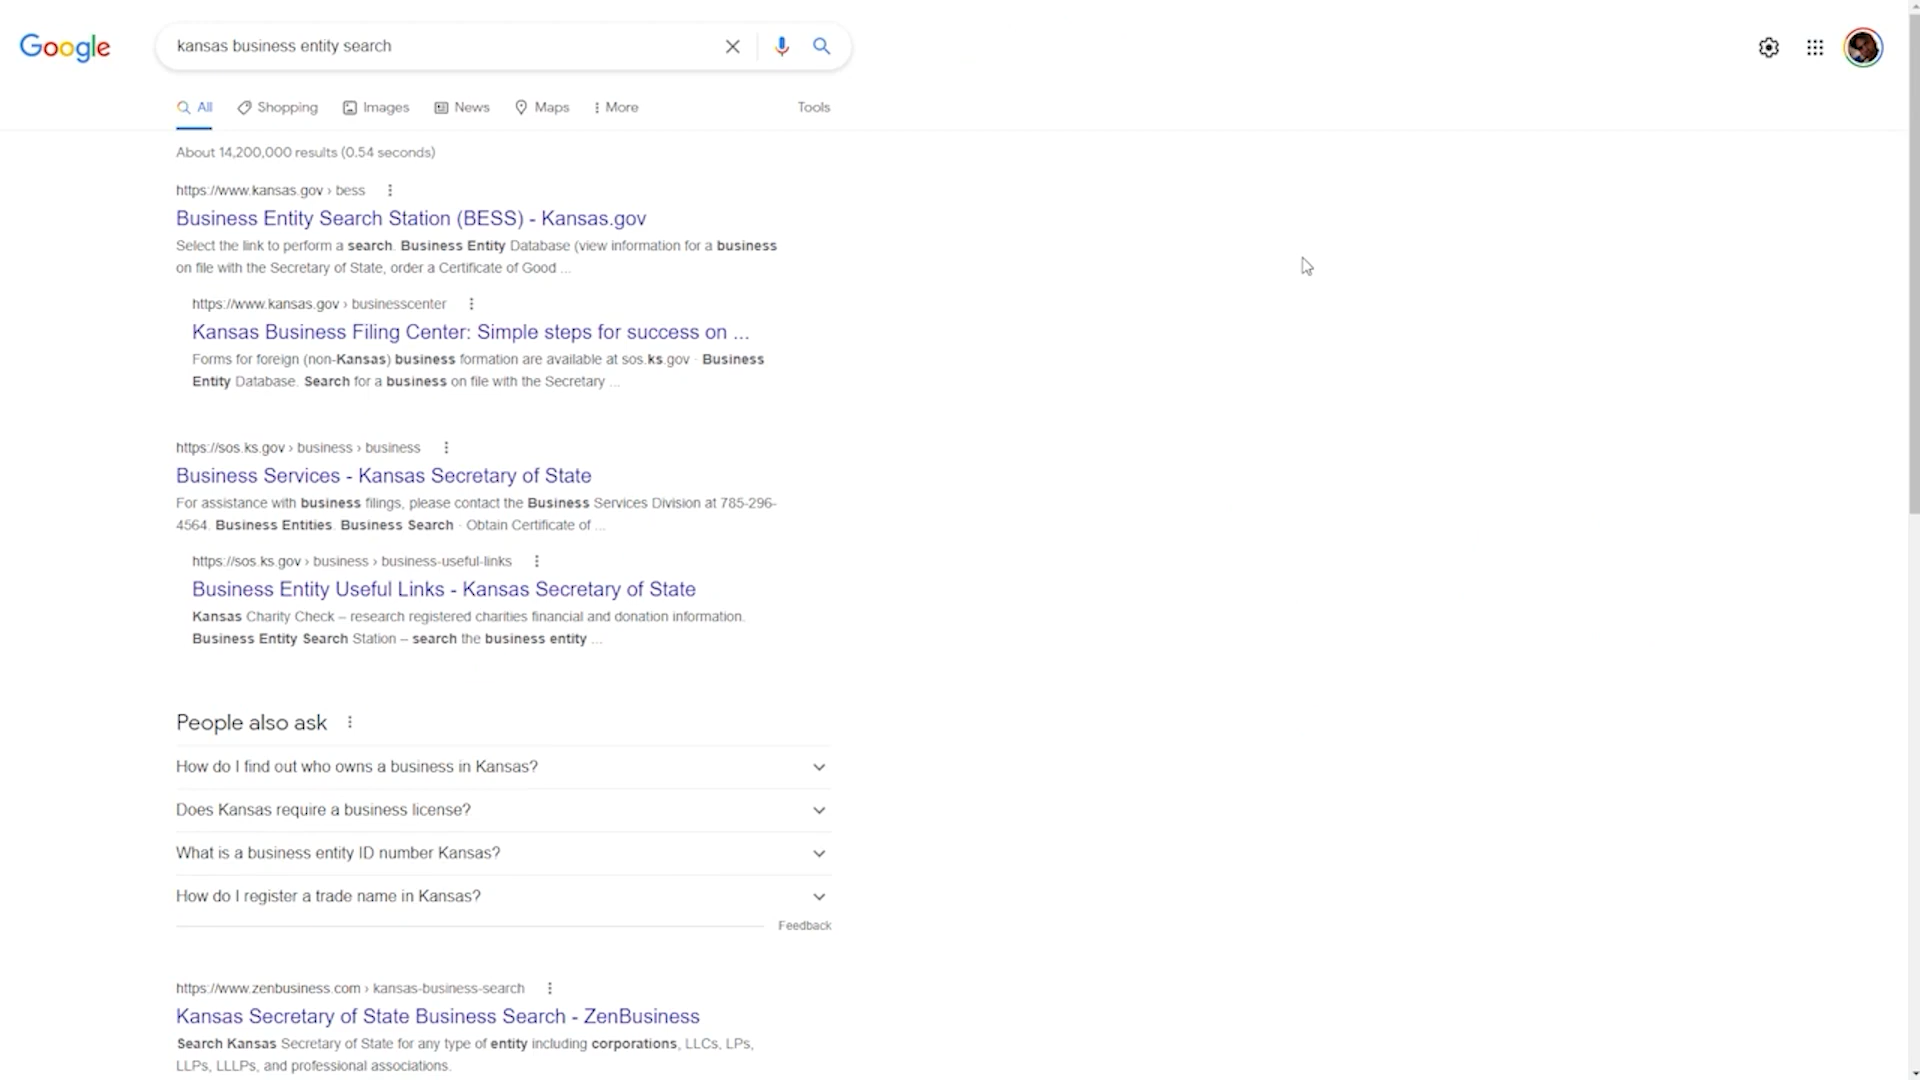 Google
kansas business entity search
All Shopping Images News Maps More Tools
About 14,200,000 results (0.54 seconds)
https://www.kansas.gov › bess
Business Entity Search Station (BESS) - Kansas.gov
Select the link to perform a search. Business Entity Database (view information for a business
on file with the Secretary of State, order a Certificate of Good ...
https://www.kansas.gov › businesscenter
Kansas Business Filing Center: Simple steps for success on ...
Forms for foreign (non-Kansas) business formation are available at sos.ks.gov · Business
Entity Database. Search for a business on file with the Secretary ...
https://sos.ks.gov › business › business
Business Services - Kansas Secretary of State
For assistance with business filings, please contact the Business Services Division at 785-296-
4564. Business Entities. Business Search · Obtain Certificate of ...
https://sos.ks.gov › business › business-useful-links
Business Entity Useful Links - Kansas Secretary of State
Kansas Charity Check – research registered charities financial and donation information.
Business Entity Search Station – search the business entity ...
People also ask
How do I find out who owns a business in Kansas?
Does Kansas require a business license?
What is a business entity ID number Kansas?
How do I register a trade name in Kansas?
Feedback
https://www.zenbusiness.com › kansas-business-search
Kansas Secretary of State Business Search - ZenBusiness
Search Kansas Secretary of State for any type of entity including corporations, LLCs, LPs,
LLPs, LLLPs, and professional associations.